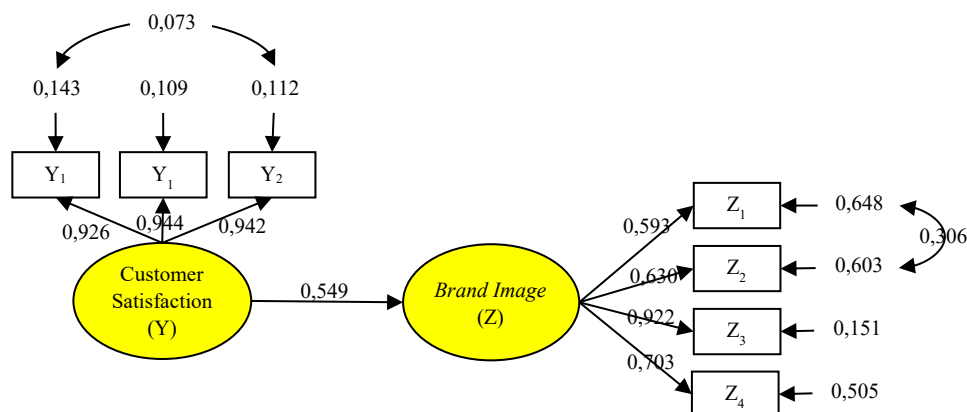 0,073
0,143 0,109 0,112
Y₁ Y₁ Y₂
0,926 0,944 0,942
Customer
Satisfaction
(Y)
0,549
Brand Image
(Z)
0,593 Z₁ 0,648
0,306
0,630 Z₂ 0,603
0,922 Z₃ 0,151
0,703 Z₄ 0,505